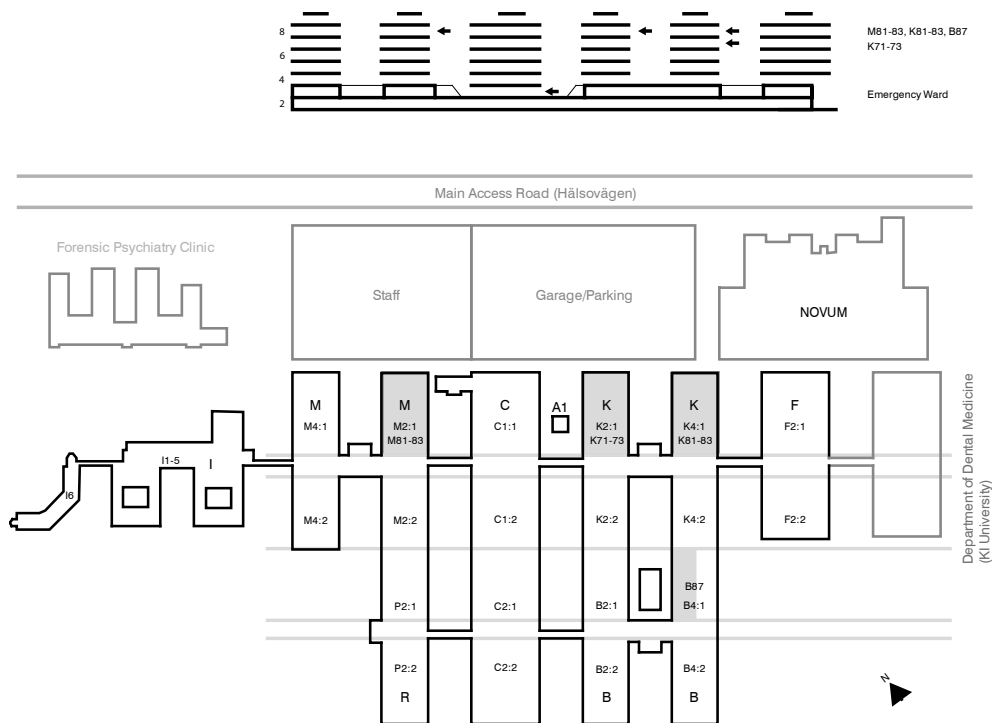 8
M81-83, K81-83, B87
K71-73
6
4
Emergency Ward
2
Main Access Road (Hälsovägen)
Forensic Psychiatry Clinic
Staff
Garage/Parking
NOVUM
M
M
C
A1
K
K
F
M4:1
M2:1
C1:1
K2:1
K4:1
F2:1
M81-83
K71-73
K81-83
I1-5
I
I6
M4:2
M2:2
C1:2
K2:2
K4:2
F2:2
Department of Dental Medicine
(KI University)
B87
P2:1
C2:1
B2:1
B4:1
P2:2
C2:2
B2:2
B4:2
R
B
B
N